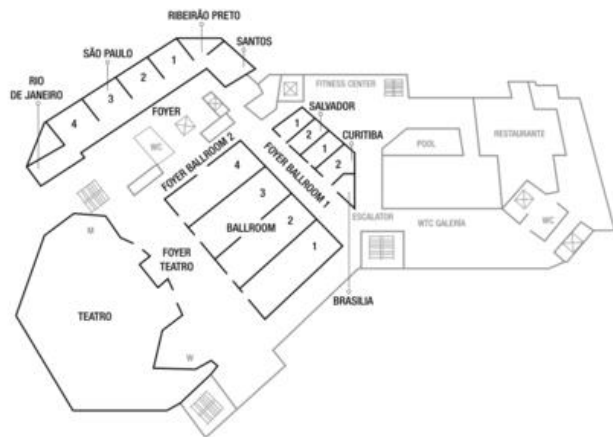 RIBEIRÃO PRETO
SANTOS
SÃO PAULO
RIO
DE JANEIRO
1
2
3
4
FOYER
WC
FITNESS CENTER
SALVADOR
1
2
1
2
CURITIBA
POOL
RESTAURANTE
FOYER BALLROOM 2
FOYER BALLROOM 1
4
3
BALLROOM
2
1
ESCALATOR
WTC GALERÍA
WC
M
FOYER
TEATRO
TEATRO
BRASILIA
W